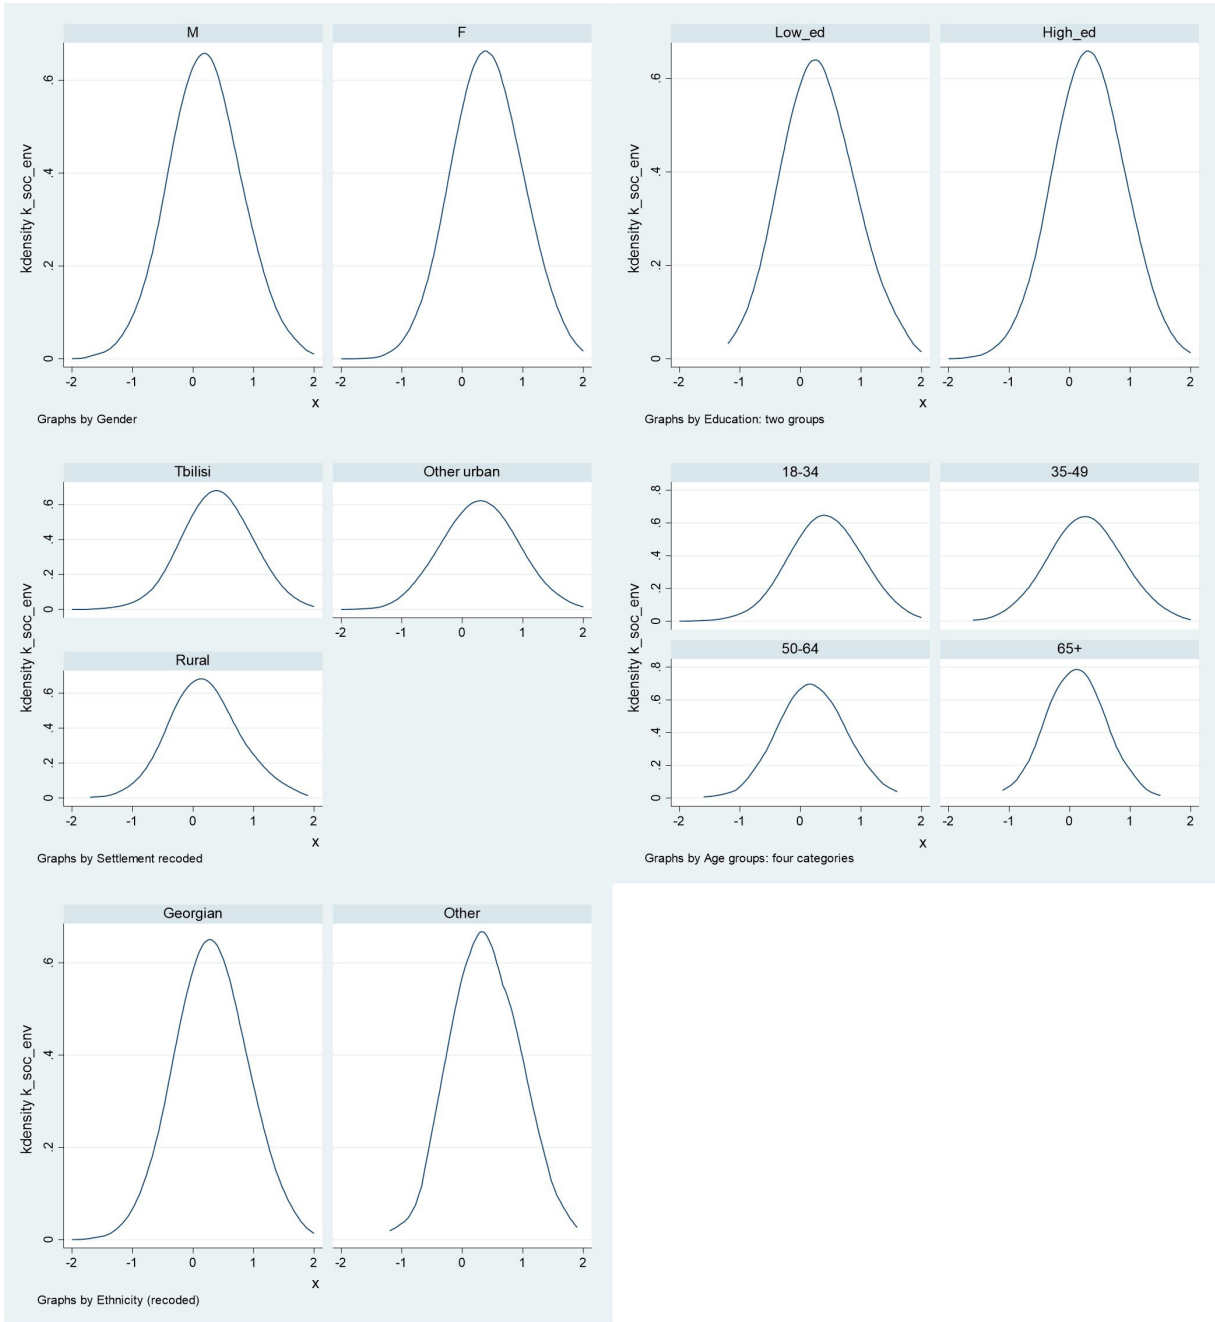 M F
kdensity k_soc_env
.6
.4
.2
0
-2 -1 0 1 2 -2 -1 0 1 2
x
Graphs by Gender
Low_ed High_ed
kdensity k_soc_env
.6
.4
.2
0
-2 -1 0 1 2 -2 -1 0 1 2
x
Graphs by Education: two groups
Tbilisi Other urban
kdensity k_soc_env
.6
.4
.2
0
-2 -1 0 1 2
Rural
.6
.4
.2
0
-2 -1 0 1 2
x
Graphs by Settlement recoded
18-34 35-49
kdensity k_soc_env
.8
.6
.4
.2
0
50-64 65+
.8
.6
.4
.2
0
-2 -1 0 1 2 -2 -1 0 1 2
x
Graphs by Age groups: four categories
Georgian Other
kdensity k_soc_env
.6
.4
.2
0
-2 -1 0 1 2 -2 -1 0 1 2
x
Graphs by Ethnicity (recoded)